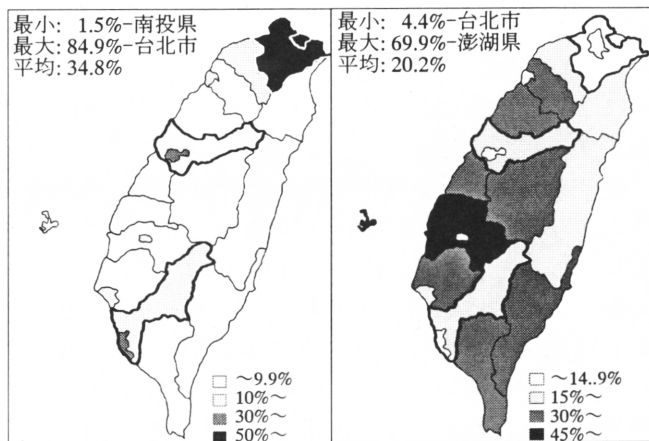 最小: 1.5%-南投県
最大: 84.9%-台北市
平均: 34.8%
～9.9%
10%～
30%～
50%～
最小: 4.4%-台北市
最大: 69.9%-澎湖県
平均: 20.2%
～14..9%
15%～
30%～
45%～